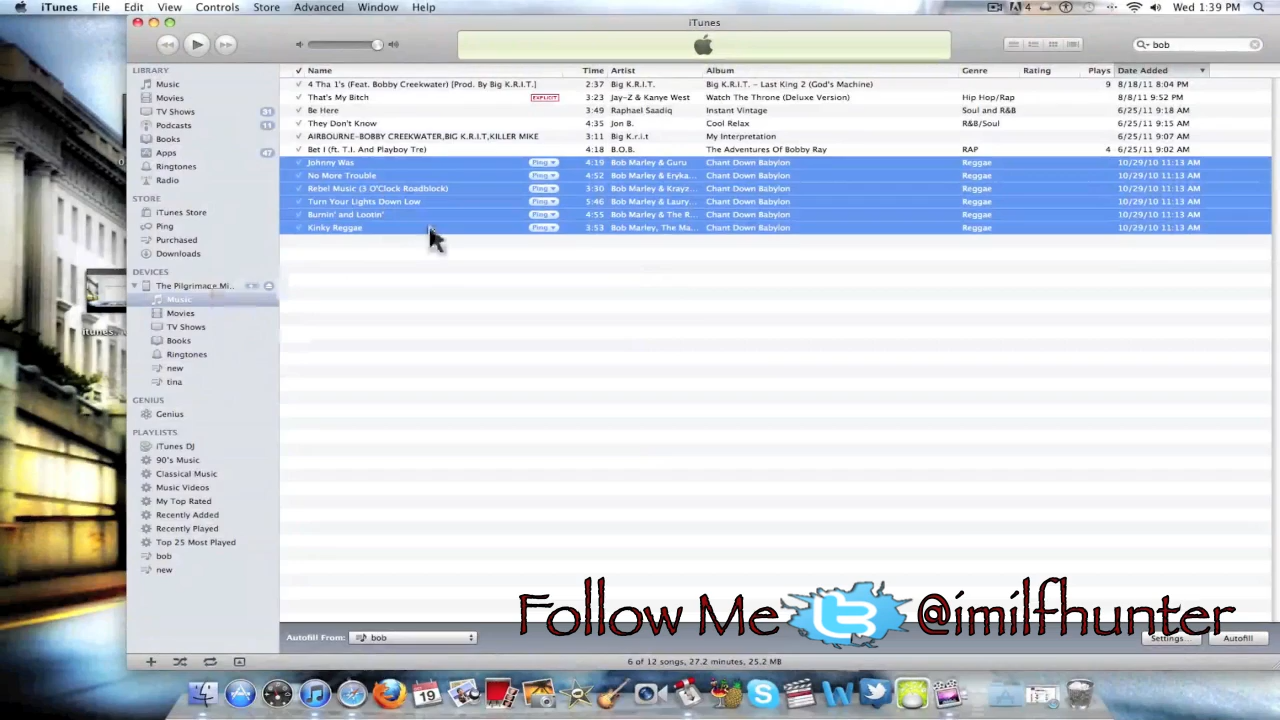 iTunes File Edit View Controls Store Advanced Window Help 4 Wed 1:39 PM
iTunes
bob
LIBRARY
Music
Movies
TV Shows 31
Podcasts 11
Books
Apps 47
Ringtones
Radio
STORE
iTunes Store
Ping
Purchased
Downloads
DEVICES
The Pilgrimage.Mi..
Music
Movies
TV Shows
Books
Ringtones
new
tina
GENIUS
Genius
PLAYLISTS
iTunes DJ
90's Music
Classical Music
Music Videos
My Top Rated
Recently Added
Recently Played
Top 25 Most Played
bob
new
Name Time Artist Album Genre Rating Plays Date Added
4 Tha 1's (Feat. Bobby Creekwater) [Prod. By Big K.R.I.T.] 2:37 Big K.R.I.T. Big K.R.I.T. - Last King 2 (God's Machine) 9 8/18/11 8:04 PM
That's My Bitch EXPLICIT 3:23 Jay-Z & Kanye West Watch The Throne (Deluxe Version) Hip Hop/Rap 8/8/11 9:52 PM
Be Here 3:49 Raphael Saadiq Instant Vintage Soul and R&B 6/25/11 9:18 AM
They Don't Know 4:35 Jon B. Cool Relax R&B/Soul 6/25/11 9:15 AM
AIRBOURNE-BOBBY CREEKWATER,BIG K.R.I.T,KILLER MIKE 3:11 Big K.r.i.t My Interpretation 6/25/11 9:07 AM
Bet I (ft. T.I. And Playboy Tre) 4:18 B.O.B. The Adventures Of Bobby Ray RAP 4 6/25/11 9:02 AM
Johnny Was Ping 4:19 Bob Marley & Guru Chant Down Babylon Reggae 10/29/10 11:13 AM
No More Trouble Ping 4:52 Bob Marley & Eryka... Chant Down Babylon Reggae 10/29/10 11:13 AM
Rebel Music (3 O'Clock Roadblock) Ping 3:30 Bob Marley & Krayz... Chant Down Babylon Reggae 10/29/10 11:13 AM
Turn Your Lights Down Low Ping 5:46 Bob Marley & Laury... Chant Down Babylon Reggae 10/29/10 11:13 AM
Burnin' and Lootin' Ping 4:55 Bob Marley & The R... Chant Down Babylon Reggae 10/29/10 11:13 AM
Kinky Reggae Ping 3:53 Bob Marley, The Ma... Chant Down Babylon Reggae 10/29/10 11:13 AM
itunes
Follow Me @imilfhunter
Autofill From: bob Settings... Autofill
6 of 12 songs, 27.2 minutes, 25.2 MB
19